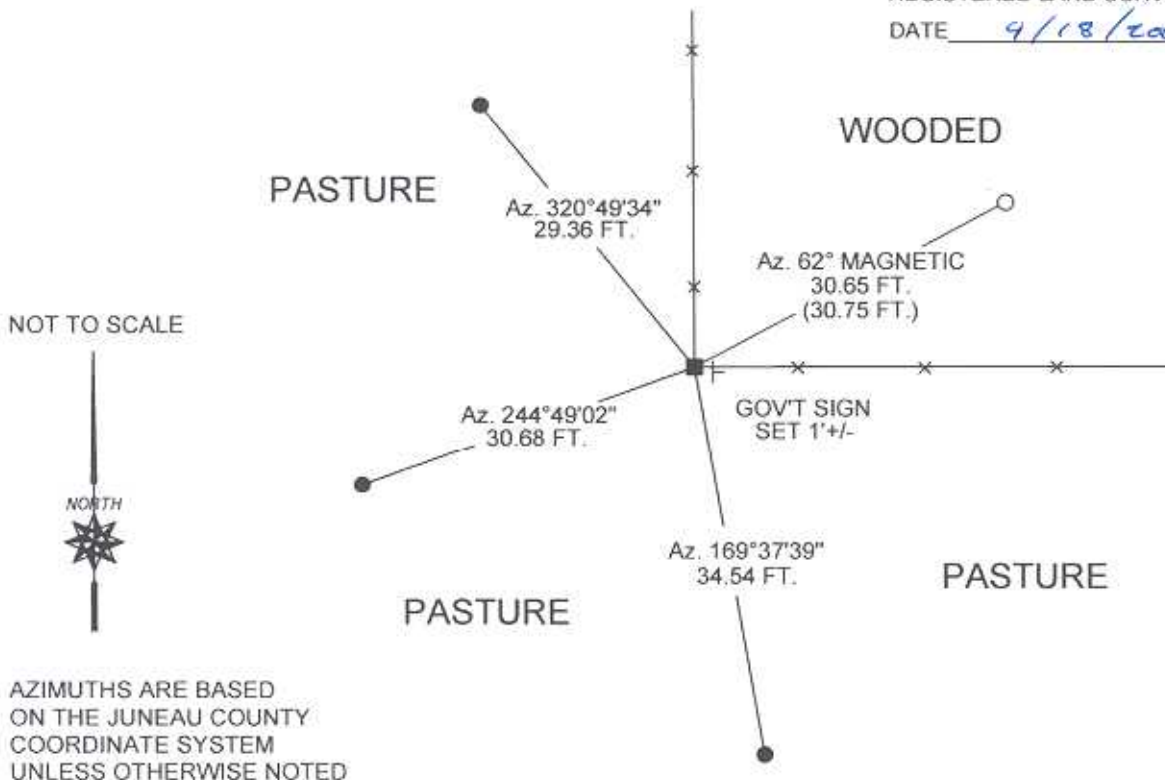 DATE 9/18/20
WOODED
PASTURE
Az. 320°49'34"
29.36 FT.
Az. 62° MAGNETIC
30.65 FT.
(30.75 FT.)
NOT TO SCALE
GOV'T SIGN
SET 1'+/-
Az. 244°49'02"
30.68 FT.
NORTH
Az. 169°37'39"
34.54 FT.
PASTURE
PASTURE
AZIMUTHS ARE BASED
ON THE JUNEAU COUNTY
COORDINATE SYSTEM
UNLESS OTHERWISE NOTED